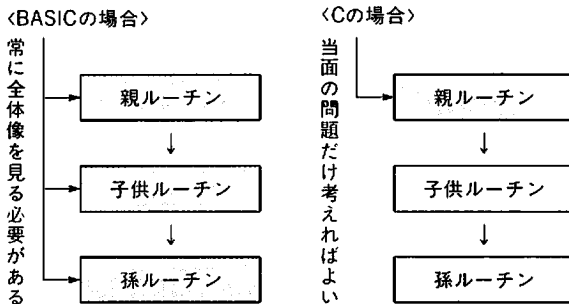 〈BASICの場合〉
常に全体像を見る必要がある
親ルーチン
子供ルーチン
孫ルーチン
〈Cの場合〉
当面の問題だけ考えればよい
親ルーチン
子供ルーチン
孫ルーチン